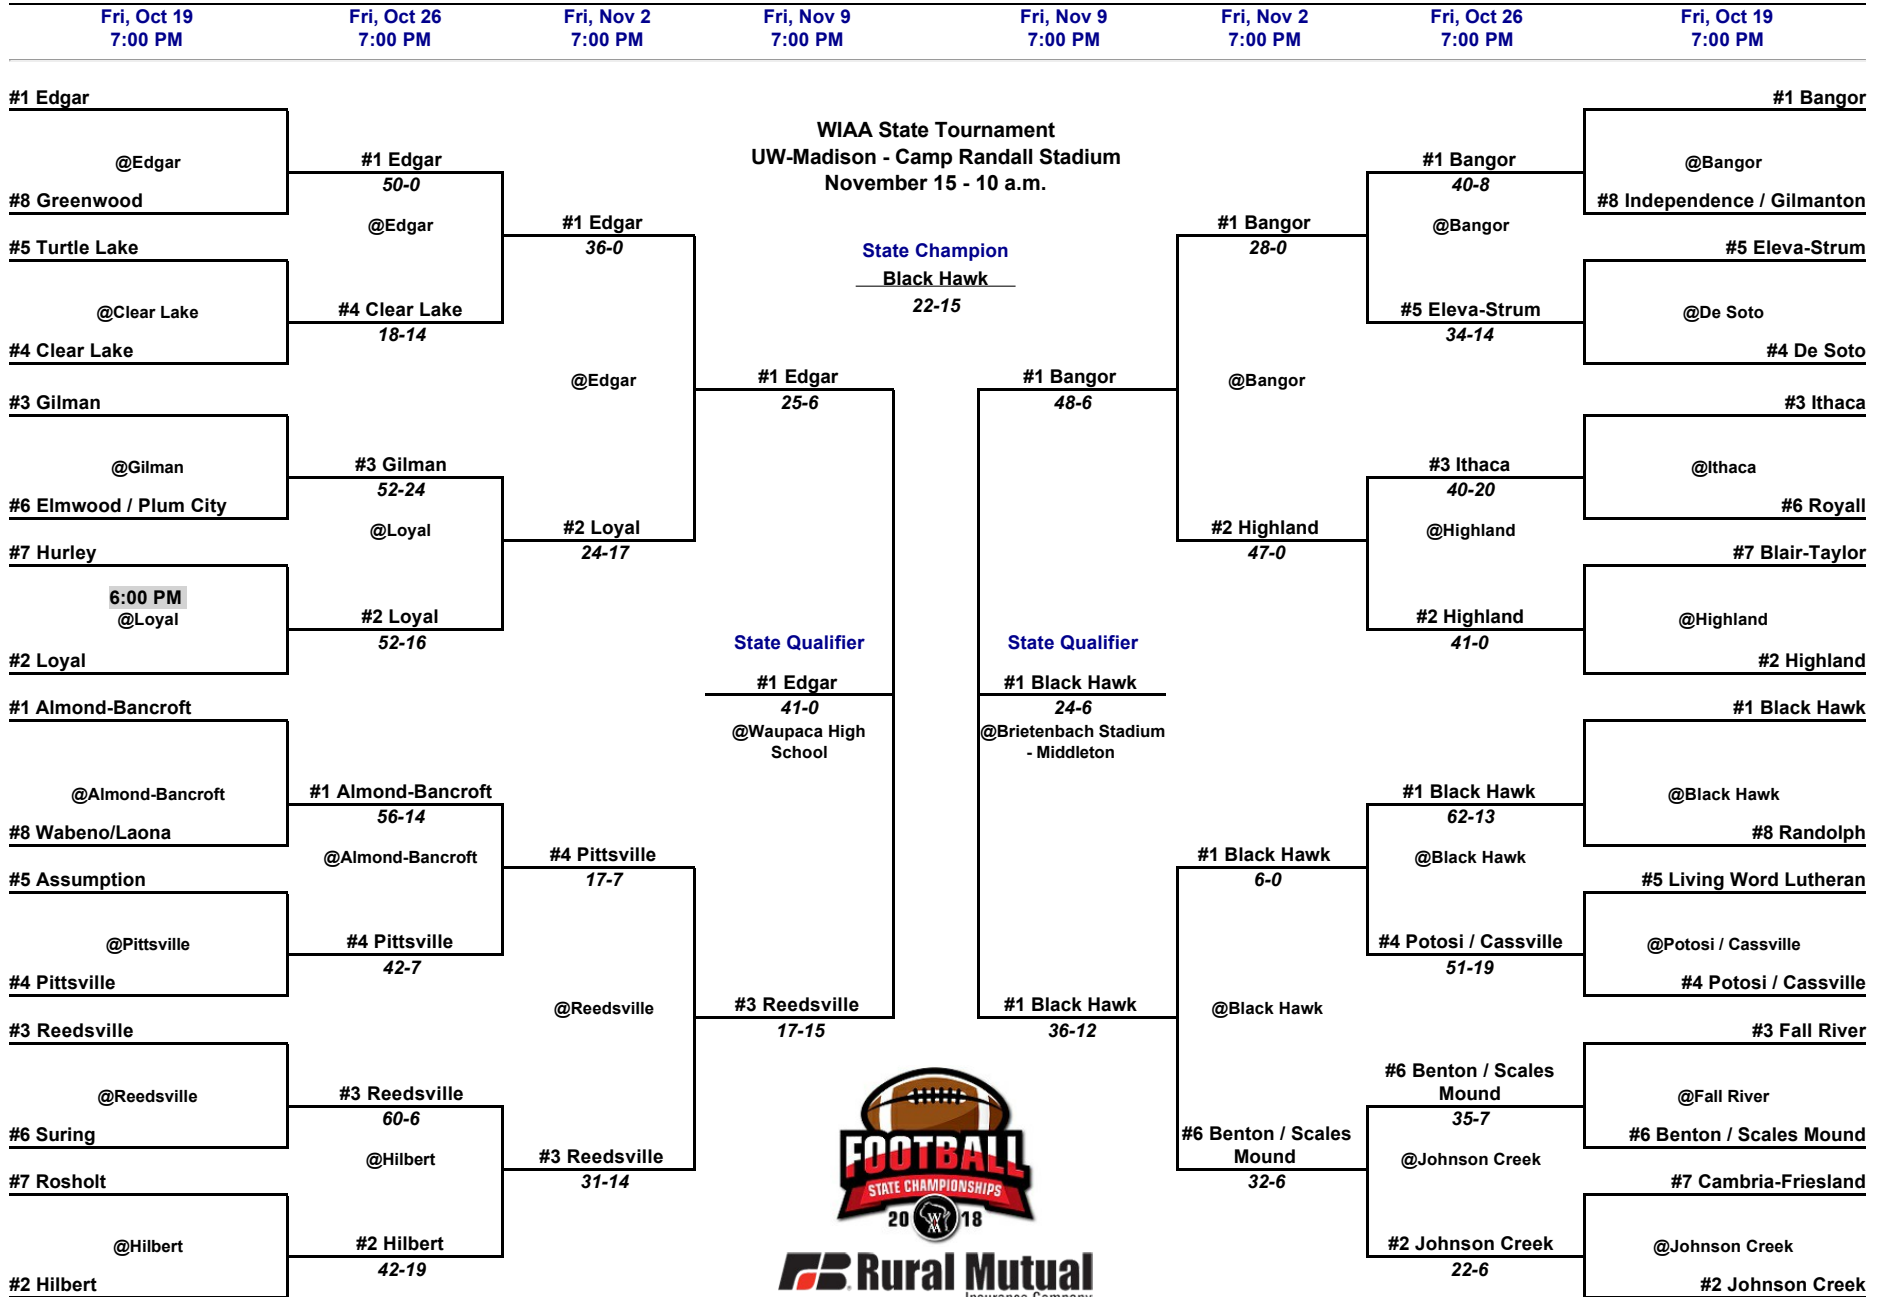 Fri, Oct 19
7:00 PM
Fri, Oct 26
7:00 PM
Fri, Nov 2
7:00 PM
Fri, Nov 9
7:00 PM
Fri, Nov 9
7:00 PM
Fri, Nov 2
7:00 PM
Fri, Oct 26
7:00 PM
Fri, Oct 19
7:00 PM
#1 Edgar
@Edgar
#8 Greenwood
#5 Turtle Lake
@Clear Lake
#4 Clear Lake
#3 Gilman
@Gilman
#6 Elmwood / Plum City
#7 Hurley
6:00 PM
@Loyal
#2 Loyal
#1 Almond-Bancroft
@Almond-Bancroft
#8 Wabeno/Laona
#5 Assumption
@Pittsville
#4 Pittsville
#3 Reedsville
@Reedsville
#6 Suring
#7 Rosholt
@Hilbert
#2 Hilbert
#1 Edgar
50-0
@Edgar
#4 Clear Lake
18-14
#3 Gilman
52-24
@Loyal
#2 Loyal
52-16
#1 Almond-Bancroft
56-14
@Almond-Bancroft
#4 Pittsville
42-7
#3 Reedsville
60-6
@Hilbert
#2 Hilbert
42-19
#1 Edgar
36-0
@Edgar
#2 Loyal
24-17
#4 Pittsville
17-7
@Reedsville
#3 Reedsville
31-14
#1 Edgar
25-6
State Qualifier
#1 Edgar
41-0
@Waupaca High
School
#3 Reedsville
17-15
WIAA State Tournament
UW-Madison - Camp Randall Stadium
November 15 - 10 a.m.
State Champion
Black Hawk
22-15
FOOTBALL
STATE CHAMPIONSHIPS
20 WIAA 18
Rural Mutual
Insurance Company
#1 Bangor
48-6
State Qualifier
#1 Black Hawk
24-6
@Brietenbach Stadium
- Middleton
#1 Black Hawk
36-12
#1 Bangor
28-0
@Bangor
#2 Highland
47-0
#1 Black Hawk
6-0
@Black Hawk
#6 Benton / Scales
Mound
32-6
#1 Bangor
40-8
@Bangor
#5 Eleva-Strum
34-14
#3 Ithaca
40-20
@Highland
#2 Highland
41-0
#1 Black Hawk
62-13
@Black Hawk
#4 Potosi / Cassville
51-19
#6 Benton / Scales
Mound
35-7
@Johnson Creek
#2 Johnson Creek
22-6
#1 Bangor
@Bangor
#8 Independence / Gilmanton
#5 Eleva-Strum
@De Soto
#4 De Soto
#3 Ithaca
@Ithaca
#6 Royall
#7 Blair-Taylor
@Highland
#2 Highland
#1 Black Hawk
@Black Hawk
#8 Randolph
#5 Living Word Lutheran
@Potosi / Cassville
#4 Potosi / Cassville
#3 Fall River
@Fall River
#6 Benton / Scales Mound
#7 Cambria-Friesland
@Johnson Creek
#2 Johnson Creek